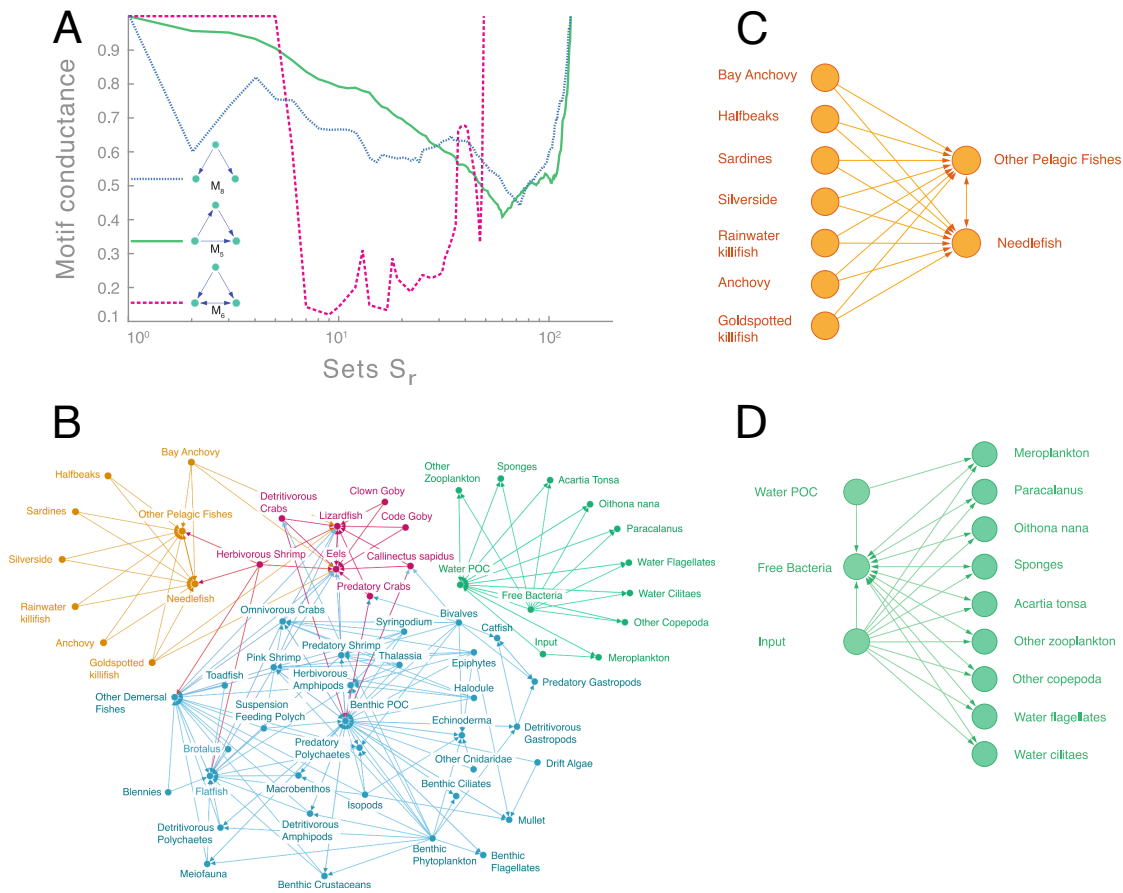 A
Motif conductance
0.9
0.8
0.7
0.6
0.5
0.4
0.3
0.2
0.1
M8
M5
M6
10^0
10^1
10^2
Sets Sr
C
Bay Anchovy
Halfbeaks
Sardines
Silverside
Rainwater
killifish
Anchovy
Goldspotted
killifish
Other Pelagic Fishes
Needlefish
B
Bay Anchovy
Halfbeaks
Sardines
Other Pelagic Fishes
Silverside
Needlefish
Rainwater
killifish
Anchovy
Goldspotted
killifish
Detritivorous
Crabs
Clown Goby
Lizardfish
Code Goby
Herbivorous Shrimp
Eels
Callinectus sapidus
Predatory Crabs
Other
Zooplankton
Sponges
Acartia Tonsa
Oithona nana
Paracalanus
Water POC
Water Flagellates
Free Bacteria
Water Cilitaes
Other Copepoda
Input
Meroplankton
Omnivorous Crabs
Syringodium
Bivalves
Catfish
Predatory Shrimp
Pink Shrimp
Thalassia
Epiphytes
Toadfish
Herbivorous
Amphipods
Halodule
Predatory Gastropods
Other Demersal
Fishes
Suspension
Feeding Polych
Benthic POC
Echinoderma
Detritivorous
Gastropods
Brotalus
Predatory
Polychaetes
Other Cnidaridae
Drift Algae
Blennies
Flatfish
Macrobenthos
Isopods
Benthic Ciliates
Mullet
Detritivorous
Polychaetes
Detritivorous
Amphipods
Benthic
Phytoplankton
Benthic
Flagellates
Meiofauna
Benthic Crustaceans
D
Water POC
Free Bacteria
Input
Meroplankton
Paracalanus
Oithona nana
Sponges
Acartia tonsa
Other zooplankton
Other copepoda
Water flagellates
Water cilitaes